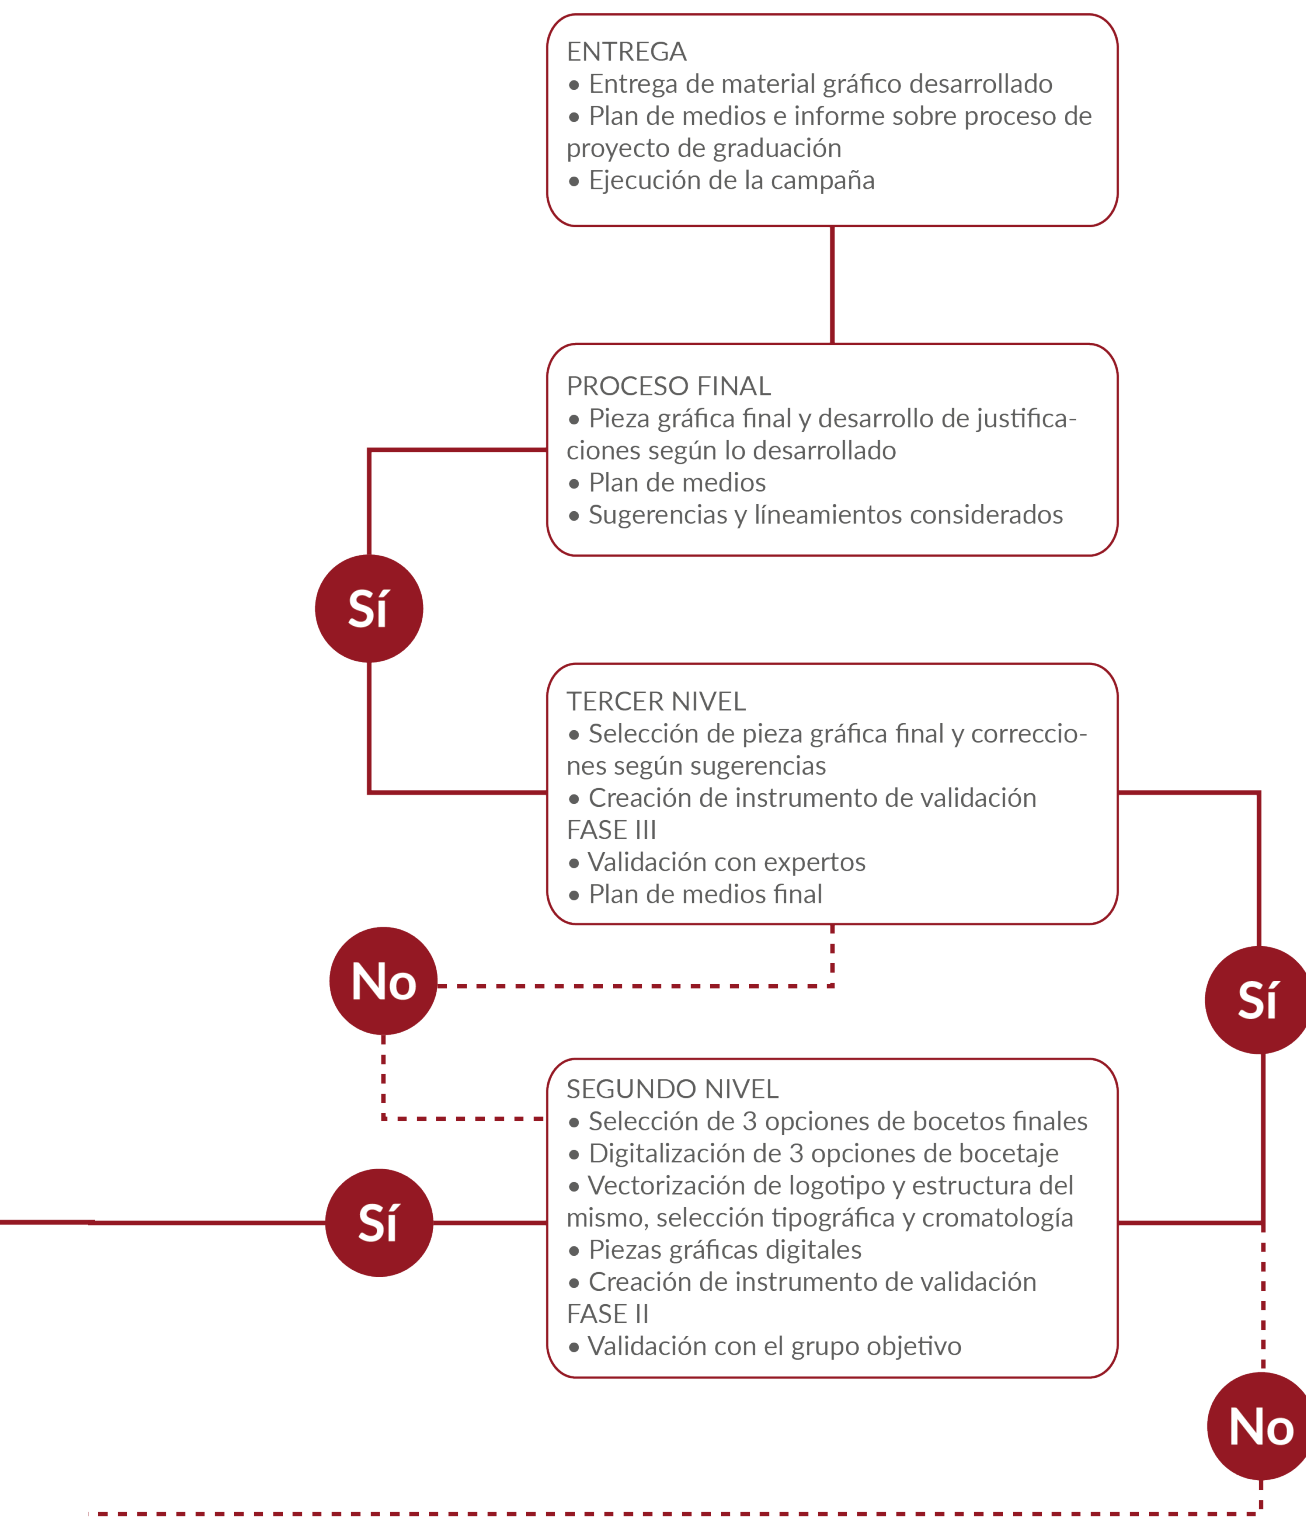 ENTREGA
• Entrega de material gráfico desarrollado
• Plan de medios e informe sobre proceso de
proyecto de graduación
• Ejecución de la campaña
PROCESO FINAL
• Pieza gráfica final y desarrollo de justifica-
ciones según lo desarrollado
• Plan de medios
• Sugerencias y líneamientos considerados
Sí
TERCER NIVEL
• Selección de pieza gráfica final y correccio-
nes según sugerencias
• Creación de instrumento de validación
FASE III
• Validación con expertos
• Plan de medios final
No
Sí
SEGUNDO NIVEL
• Selección de 3 opciones de bocetos finales
• Digitalización de 3 opciones de bocetaje
• Vectorización de logotipo y estructura del
mismo, selección tipográfica y cromatología
• Piezas gráficas digitales
• Creación de instrumento de validación
FASE II
• Validación con el grupo objetivo
Sí
No